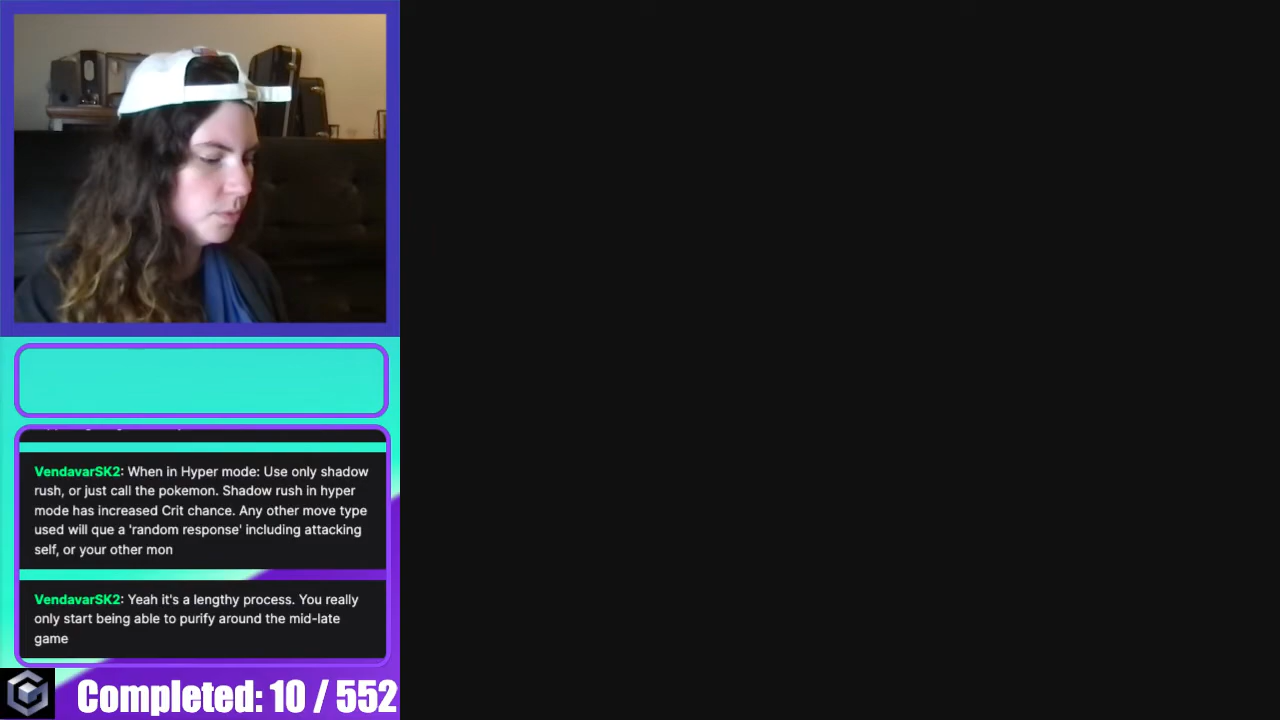 VendavarSK2: When in Hyper mode: Use only shadow
rush, or just call the pokemon. Shadow rush in hyper
mode has increased Crit chance. Any other move type
used will que a 'random response' including attacking
self, or your other mon
VendavarSK2: Yeah it's a lengthy process. You really
only start being able to purify around the mid-late
game
Completed: 10 / 552